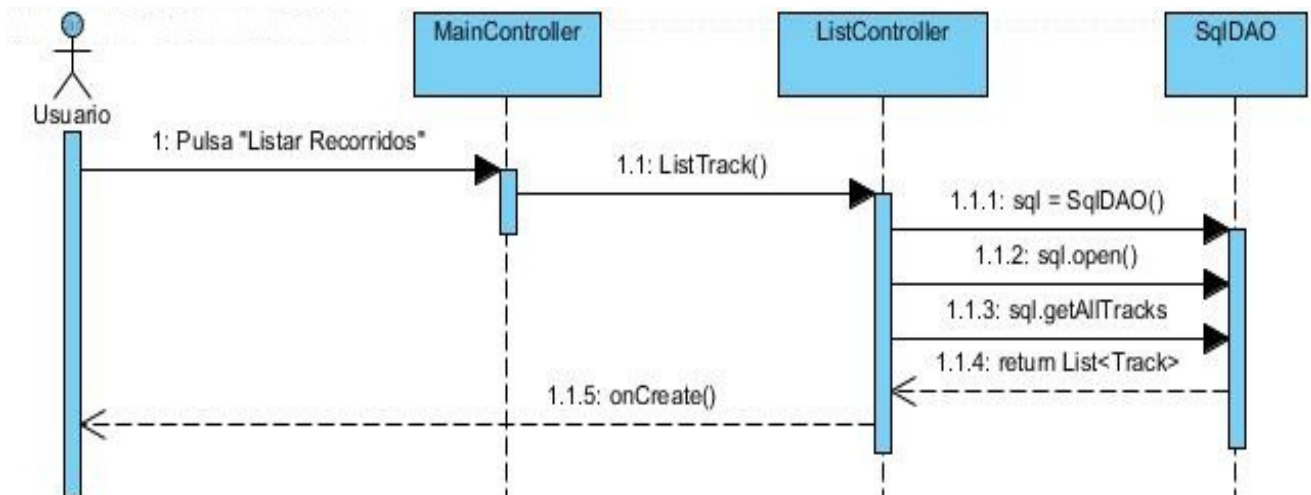 MainController
ListController
SqlDAO
Usuario
1: Pulsa "Listar Recorridos"
1.1: ListTrack()
1.1.1: sql = SqlDAO()
1.1.2: sql.open()
1.1.3: sql.getAllTracks
1.1.4: return List<Track>
1.1.5: onCreate()